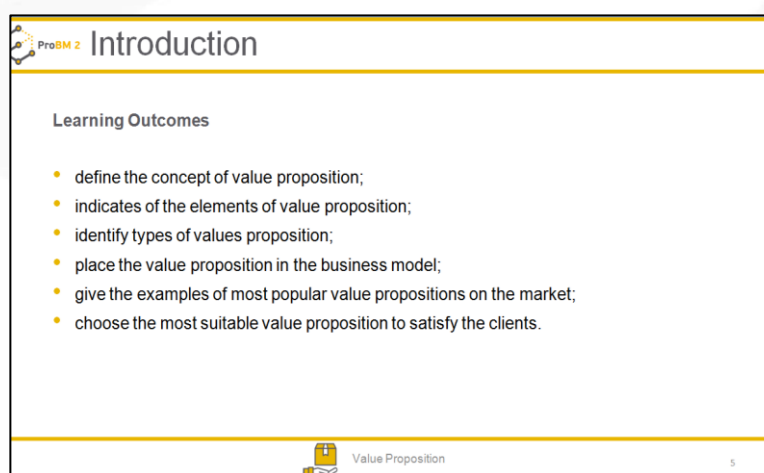 ProBM 2 Introduction
Learning Outcomes
• define the concept of value proposition;
• indicates of the elements of value proposition;
• identify types of values proposition;
• place the value proposition in the business model;
• give the examples of most popular value propositions on the market;
• choose the most suitable value proposition to satisfy the clients.
Value Proposition
5